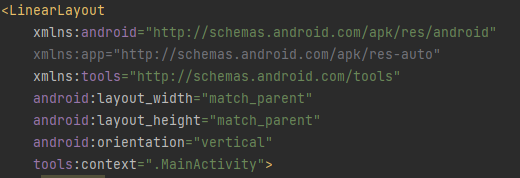 <LinearLayout
xmlns:android="http://schemas.android.com/apk/res/android"
xmlns:app="http://schemas.android.com/apk/res-auto"
xmlns:tools="http://schemas.android.com/tools"
android:layout_width="match_parent"
android:layout_height="match_parent"
android:orientation="vertical"
tools:context=".MainActivity">